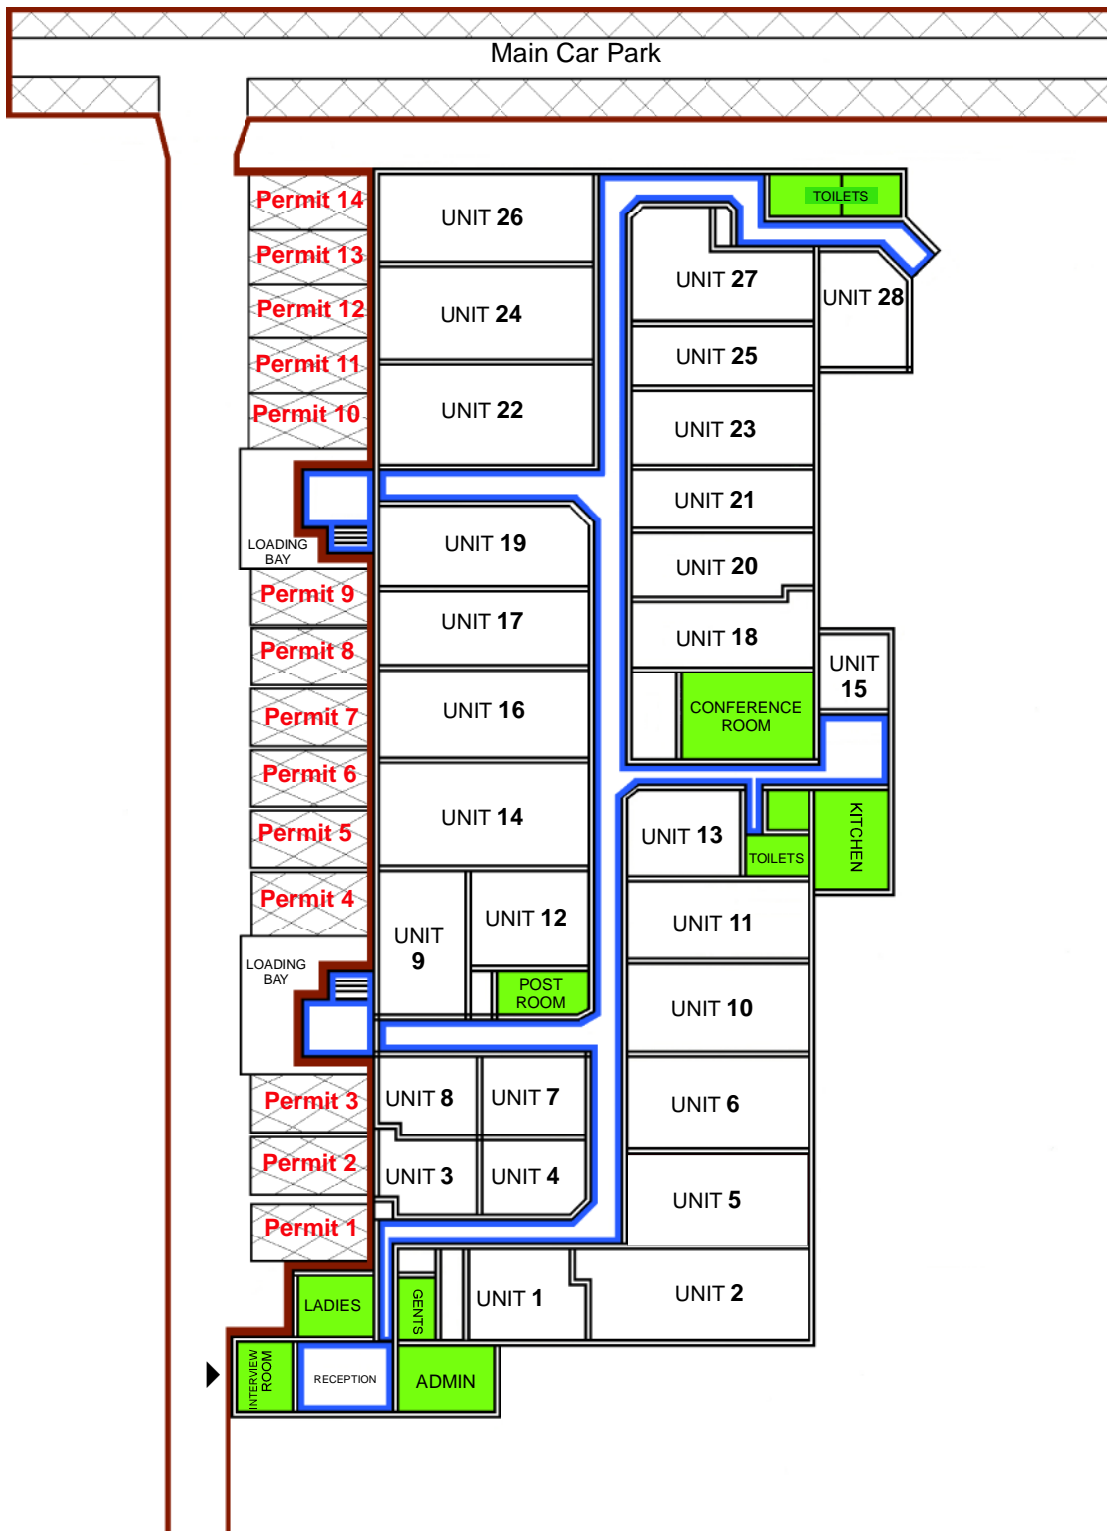 Main Car Park
Permit 14
UNIT 26
TOILETS
Permit 13
UNIT 27
UNIT 28
Permit 12
UNIT 24
Permit 11
UNIT 25
Permit 10
UNIT 22
UNIT 23
UNIT 21
LOADING
BAY
UNIT 19
UNIT 20
Permit 9
UNIT 17
UNIT 18
Permit 8
UNIT
15
Permit 7
UNIT 16
CONFERENCE
ROOM
Permit 6
Permit 5
UNIT 14
UNIT 13
TOILETS
KITCHEN
Permit 4
UNIT
9
UNIT 12
UNIT 11
LOADING
BAY
POST
ROOM
UNIT 10
Permit 3
UNIT 8
UNIT 7
UNIT 6
Permit 2
UNIT 3
UNIT 4
Permit 1
UNIT 5
LADIES
GENTS
UNIT 1
UNIT 2
INTERVIEW
ROOM
RECEPTION
ADMIN